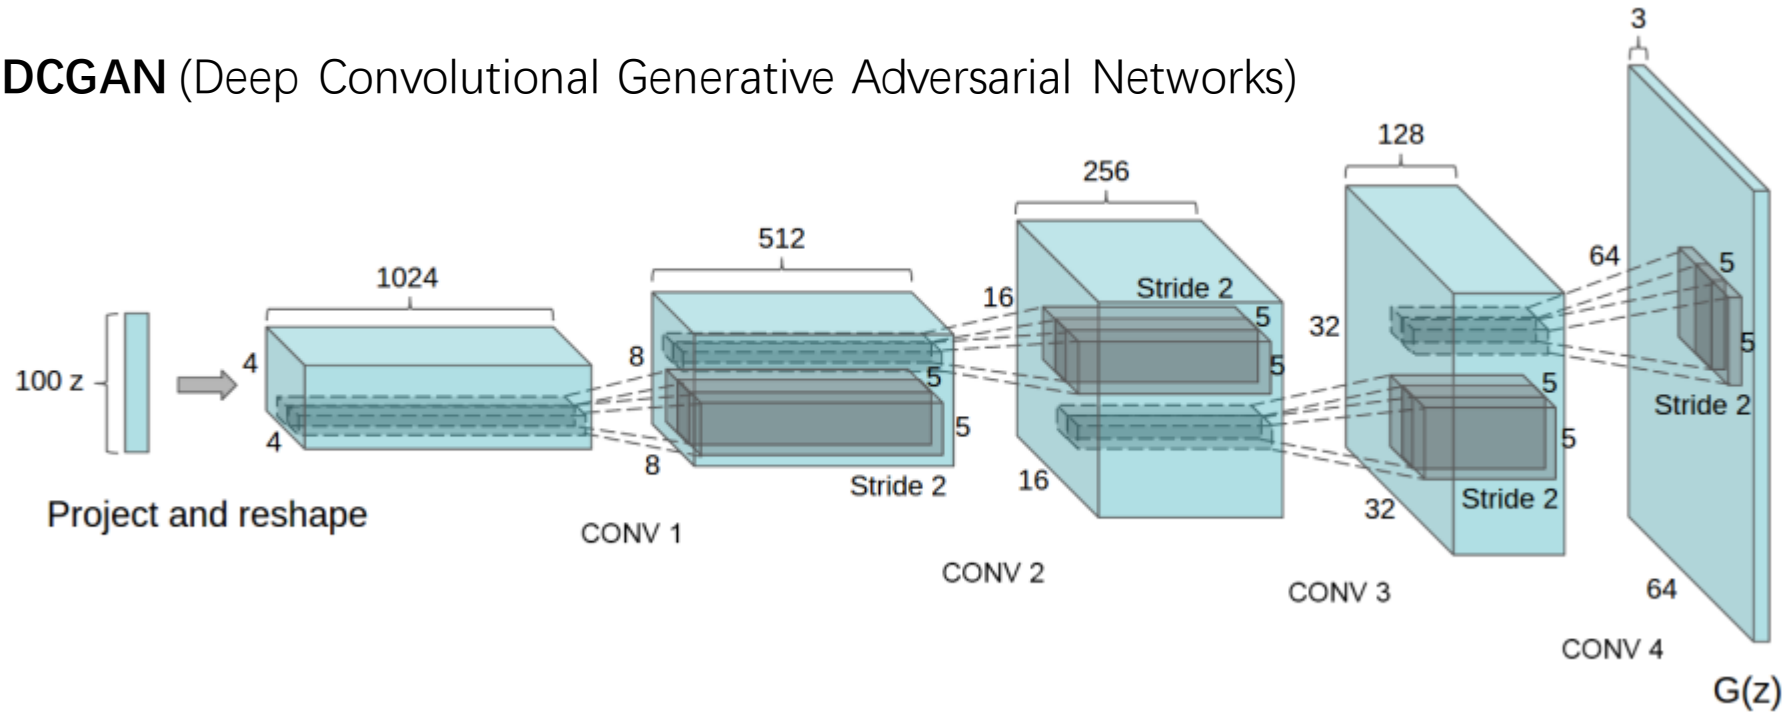 DCGAN (Deep Convolutional Generative Adversarial Networks)
3
128
256
512
1024
64
5
5
Stride 2
16
Stride 2
5
5
32
8
4
100 z
5
5
4
8
Stride 2
16
5
5
Stride 2
32
64
Project and reshape
CONV 1
CONV 2
CONV 3
CONV 4
G(z)